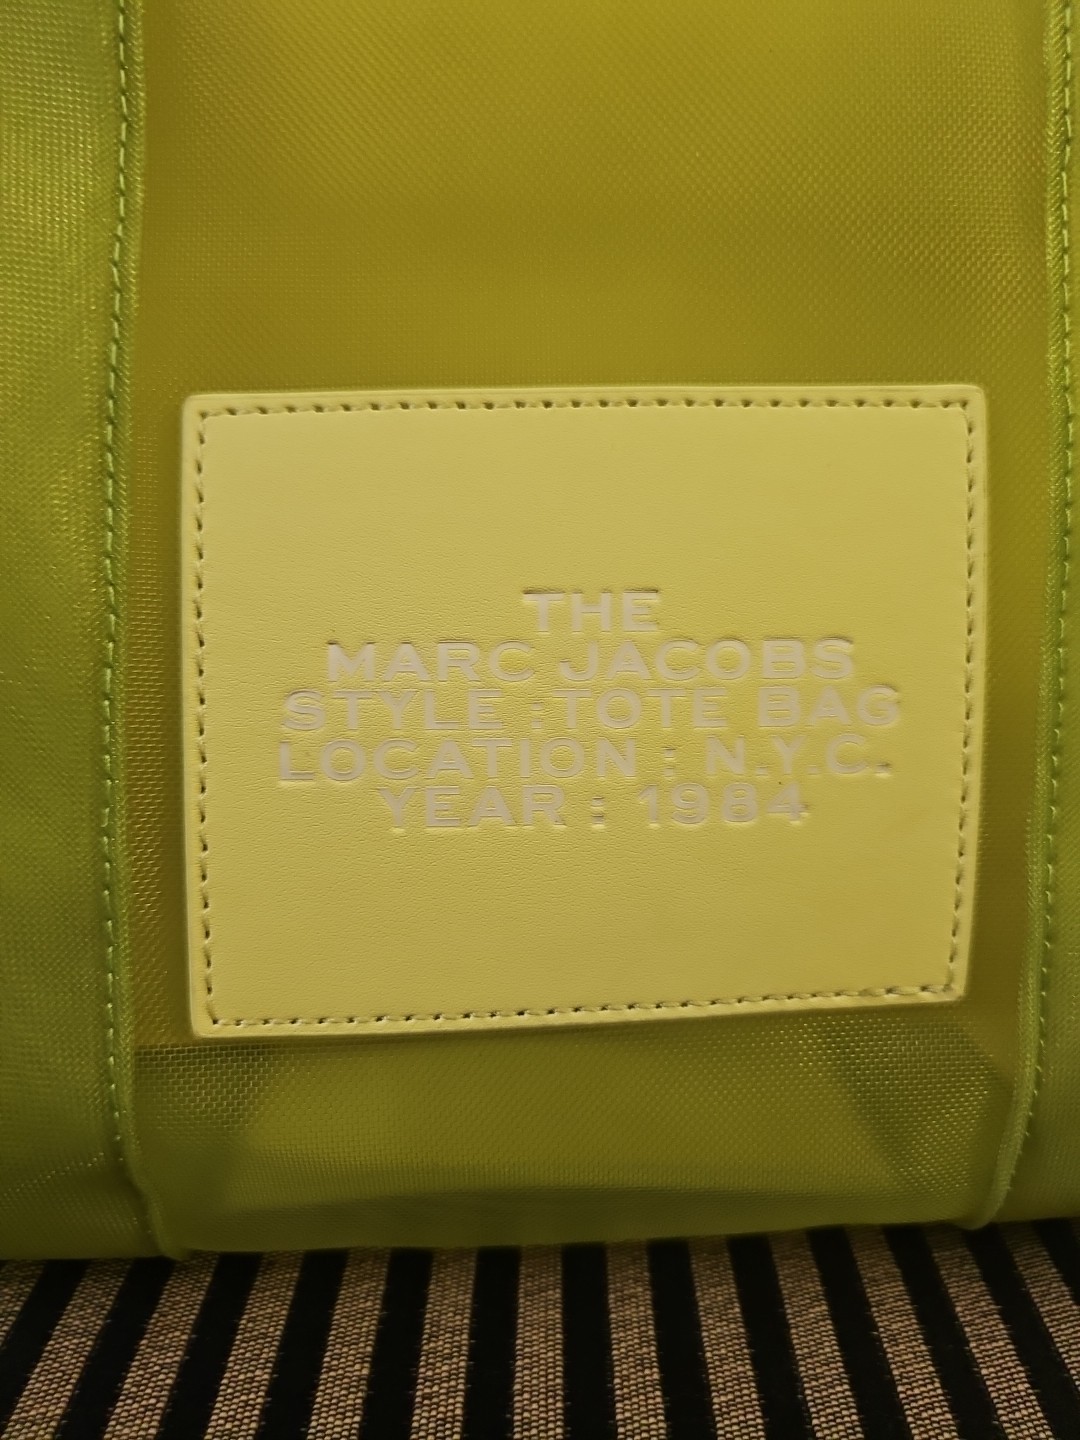 THE
MARC JACOBS
STYLE :TOTE BAG
LOCATION : N.Y.C.
YEAR : 1984